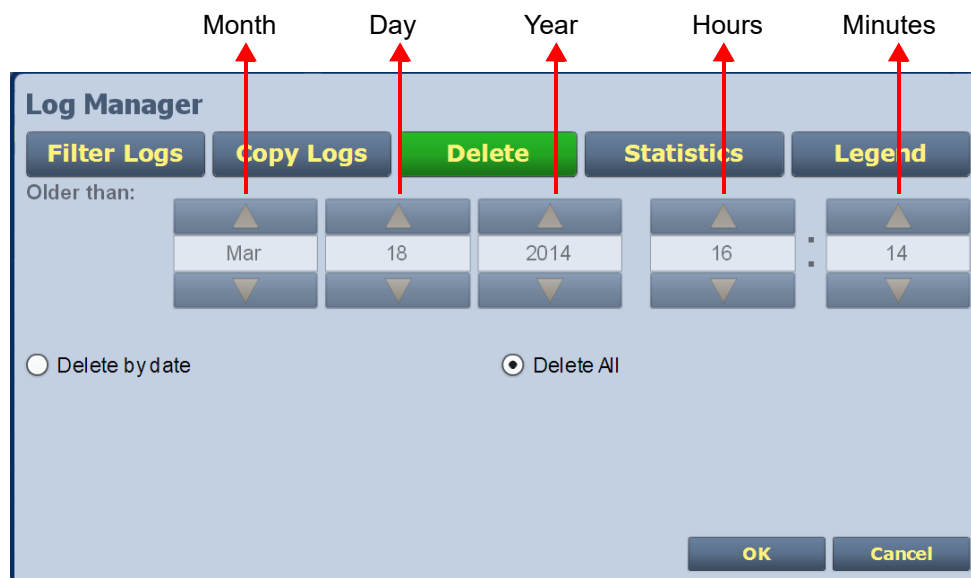 Month Day Year Hours Minutes
Log Manager
Filter Logs Copy Logs Delete Statistics Legend
Older than:
Mar 18 2014 16 : 14
Delete by date Delete All
OK Cancel